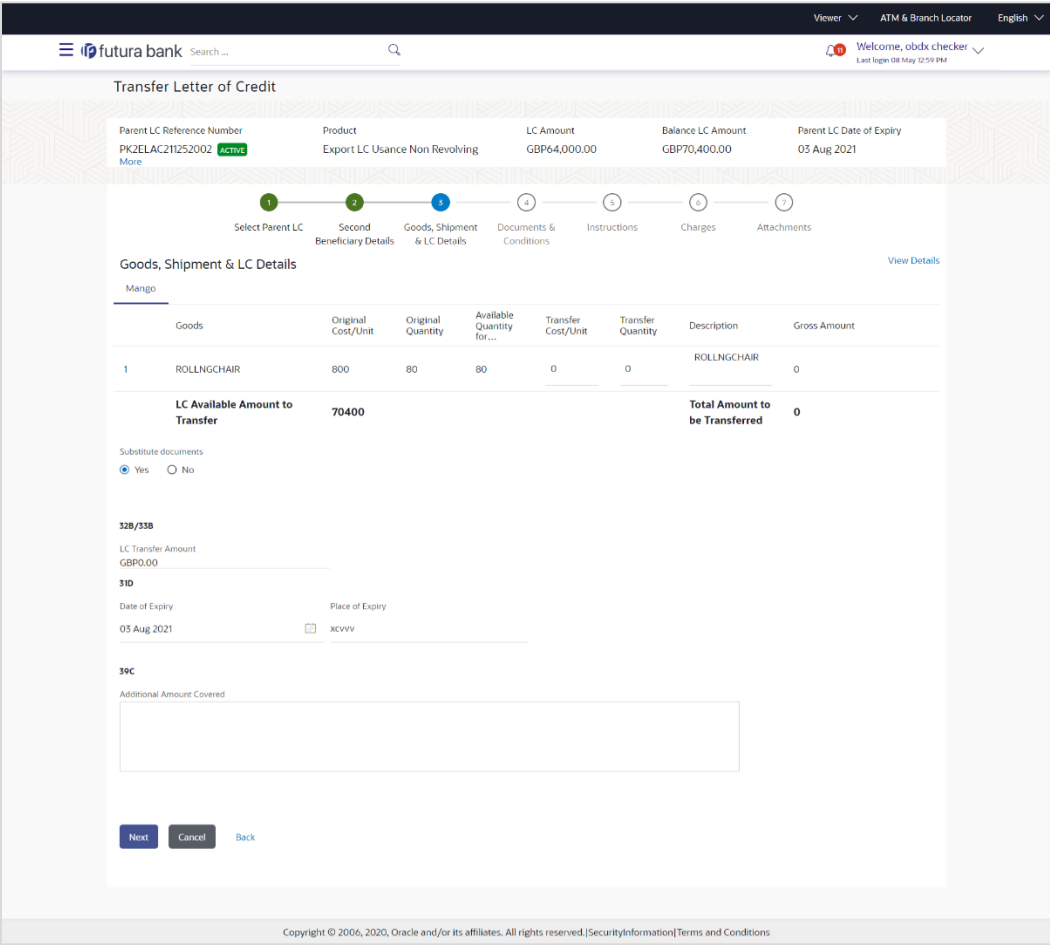 Viewer ATM & Branch Locator English
futura bank Search ... 11 Welcome, obdx checker
Last login 08 May 12:59 PM
Transfer Letter of Credit
Parent LC Reference Number Product LC Amount Balance LC Amount Parent LC Date of Expiry
PK2ELAC211252002 ACTIVE Export LC Usance Non Revolving GBP64,000.00 GBP70,400.00 03 Aug 2021
More
1 2 3 4 5 6 7
Select Parent LC Second Goods, Shipment Documents & Instructions Charges Attachments
Beneficiary Details & LC Details Conditions
Goods, Shipment & LC Details View Details
Mango
Goods Original Cost/Unit Original Quantity Available Quantity for... Transfer Cost/Unit Transfer Quantity Description Gross Amount
1 ROLLNGCHAIR 800 80 80 0 0 ROLLNGCHAIR 0
LC Available Amount to Transfer 70400 Total Amount to be Transferred 0
Substitute documents
Yes No
32B/33B
LC Transfer Amount
GBP0.00
31D
Date of Expiry Place of Expiry
03 Aug 2021 xcvvv
39C
Additional Amount Covered
Next Cancel Back
Copyright © 2006, 2020, Oracle and/or its affiliates. All rights reserved.|SecurityInformation|Terms and Conditions